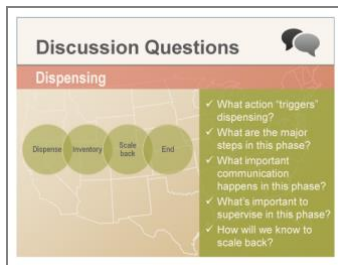 Discussion Questions
Dispensing
Dispense
Inventory
Scale
back
End
✓ What action "triggers"
dispensing?
✓ What are the major
steps in this phase?
✓ What important
communication
happens in this phase?
✓ What's important to
supervise in this phase?
✓ How will we know to
scale back?